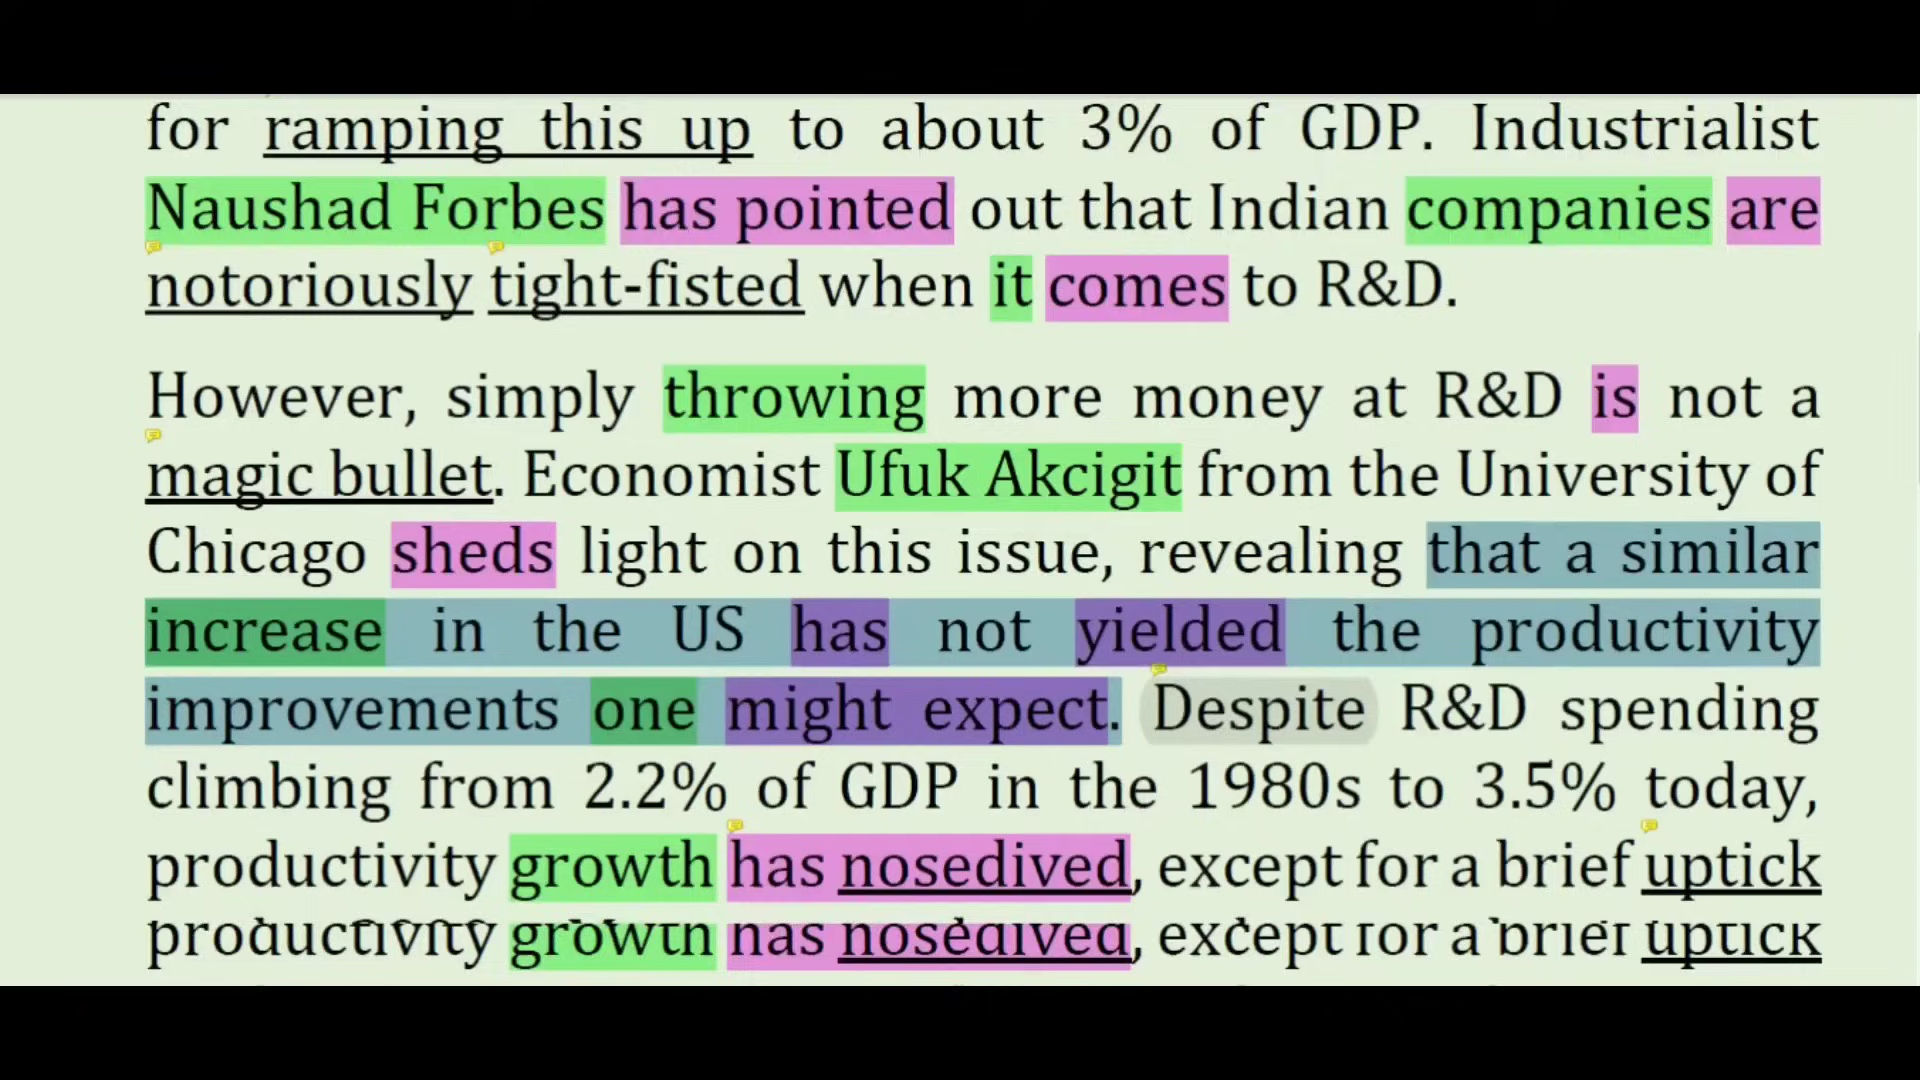 for ramping this up to about 3% of GDP. Industrialist
Naushad Forbes has pointed out that Indian companies are
notoriously tight-fisted when it comes to R&D.
However, simply throwing more money at R&D is not a
magic bullet. Economist Ufuk Akcigit from the University of
Chicago sheds light on this issue, revealing that a similar
increase in the US has not yielded the productivity
improvements one might expect. Despite R&D spending
climbing from 2.2% of GDP in the 1980s to 3.5% today,
productivity growth has nosedived, except for a brief uptick
productivity growth has nosedived, except for a brief uptick